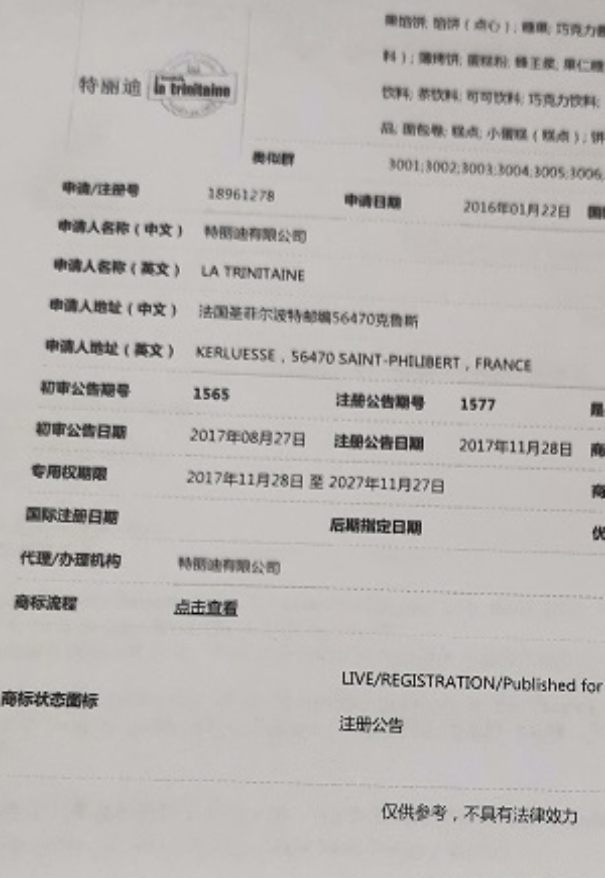 果馅饼; 馅饼（点心）; 糖果; 巧克力
料）; 薄烤饼; 蛋糕粉; 蜂王浆; 果仁糖
饮料; 茶饮料; 可可饮料; 巧克力饮料;
品; 面包卷; 糕点; 小蛋糕（糕点）; 饼
特丽迪 la trinitaine
类似群 3001;3002;3003;3004;3005;3006;
申请/注册号 18961278 申请日期 2016年01月22日 国
申请人名称（中文） 特丽迪有限公司
申请人名称（英文） LA TRINITAINE
申请人地址（中文） 法国圣菲尔波特邮编56470克鲁斯
申请人地址（英文） KERLUESSE , 56470 SAINT-PHILIBERT , FRANCE
初审公告期号 1565 注册公告期号 1577 是
初审公告日期 2017年08月27日 注册公告日期 2017年11月28日 商
专用权期限 2017年11月28日 至 2027年11月27日 商
国际注册日期 后期指定日期 优
代理/办理机构 特丽迪有限公司
商标流程 点击查看
LIVE/REGISTRATION/Published for
商标状态图标 注册公告
仅供参考，不具有法律效力